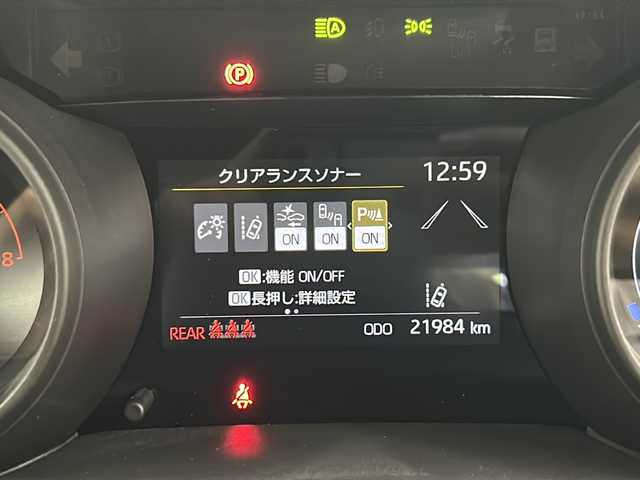 クリアランスソナー 12:59
ON ON P ON
OK:機能 ON/OFF
OK長押し:詳細設定
REAR ODO 21984 km
8